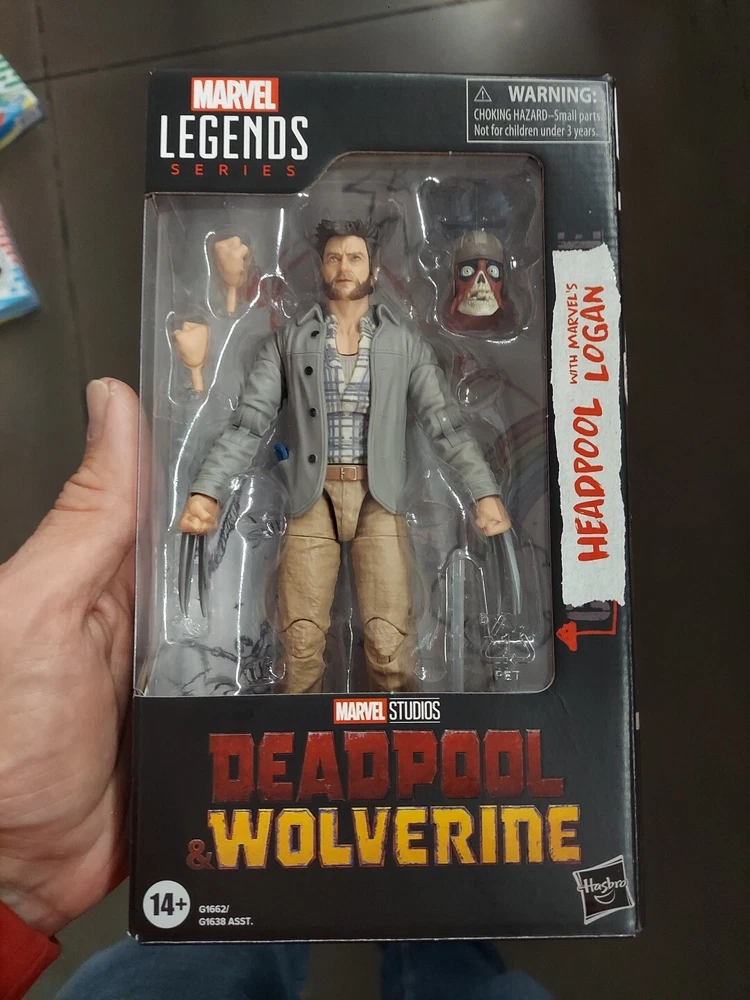 MARVEL
LEGENDS
SERIES
WARNING:
CHOKING HAZARD–Small parts.
Not for children under 3 years.
HEADPOOL WITH MARVEL'S
LOGAN
PET
MARVEL STUDIOS
DEADPOOL
& WOLVERINE
14+
G1662/
G1638 ASST.
Hasbro